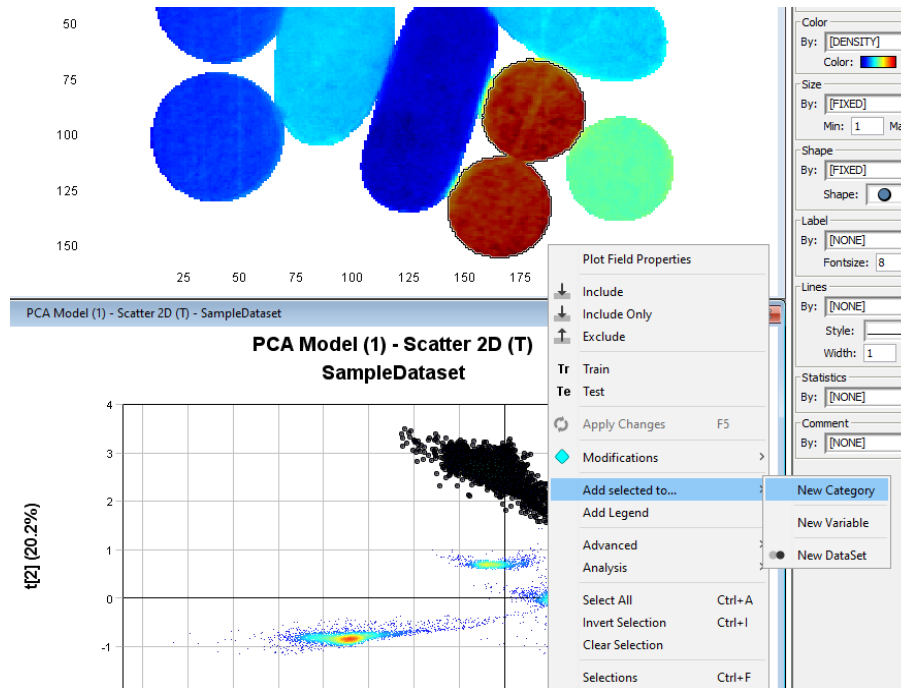 50
75
100
125
150
25 50 75 100 125 150 175
Color
By: [DENSITY]
Color:
Size
By: [FIXED]
Min: 1 Ma
Shape
By: [FIXED]
Shape:
Label
By: [NONE]
Fontsize: 8
Lines
By: [NONE]
Style:
Width: 1
Statistics
By: [NONE]
Comment
By: [NONE]
Plot Field Properties
Include
Include Only
Exclude
Tr Train
Te Test
Apply Changes F5
Modifications >
Add selected to... >
Add Legend
Advanced >
Analysis >
Select All Ctrl+A
Invert Selection Ctrl+I
Clear Selection
Selections Ctrl+F
New Category
New Variable
New DataSet
PCA Model (1) - Scatter 2D (T) - SampleDataset
PCA Model (1) - Scatter 2D (T)
SampleDataset
t[2] (20.2%)
4
3
2
1
0
-1